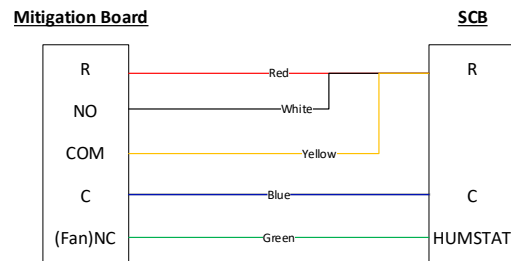 Mitigation Board
SCB
R
Red
R
NO
White
COM
Yellow
C
Blue
C
(Fan)NC
Green
HUMSTAT